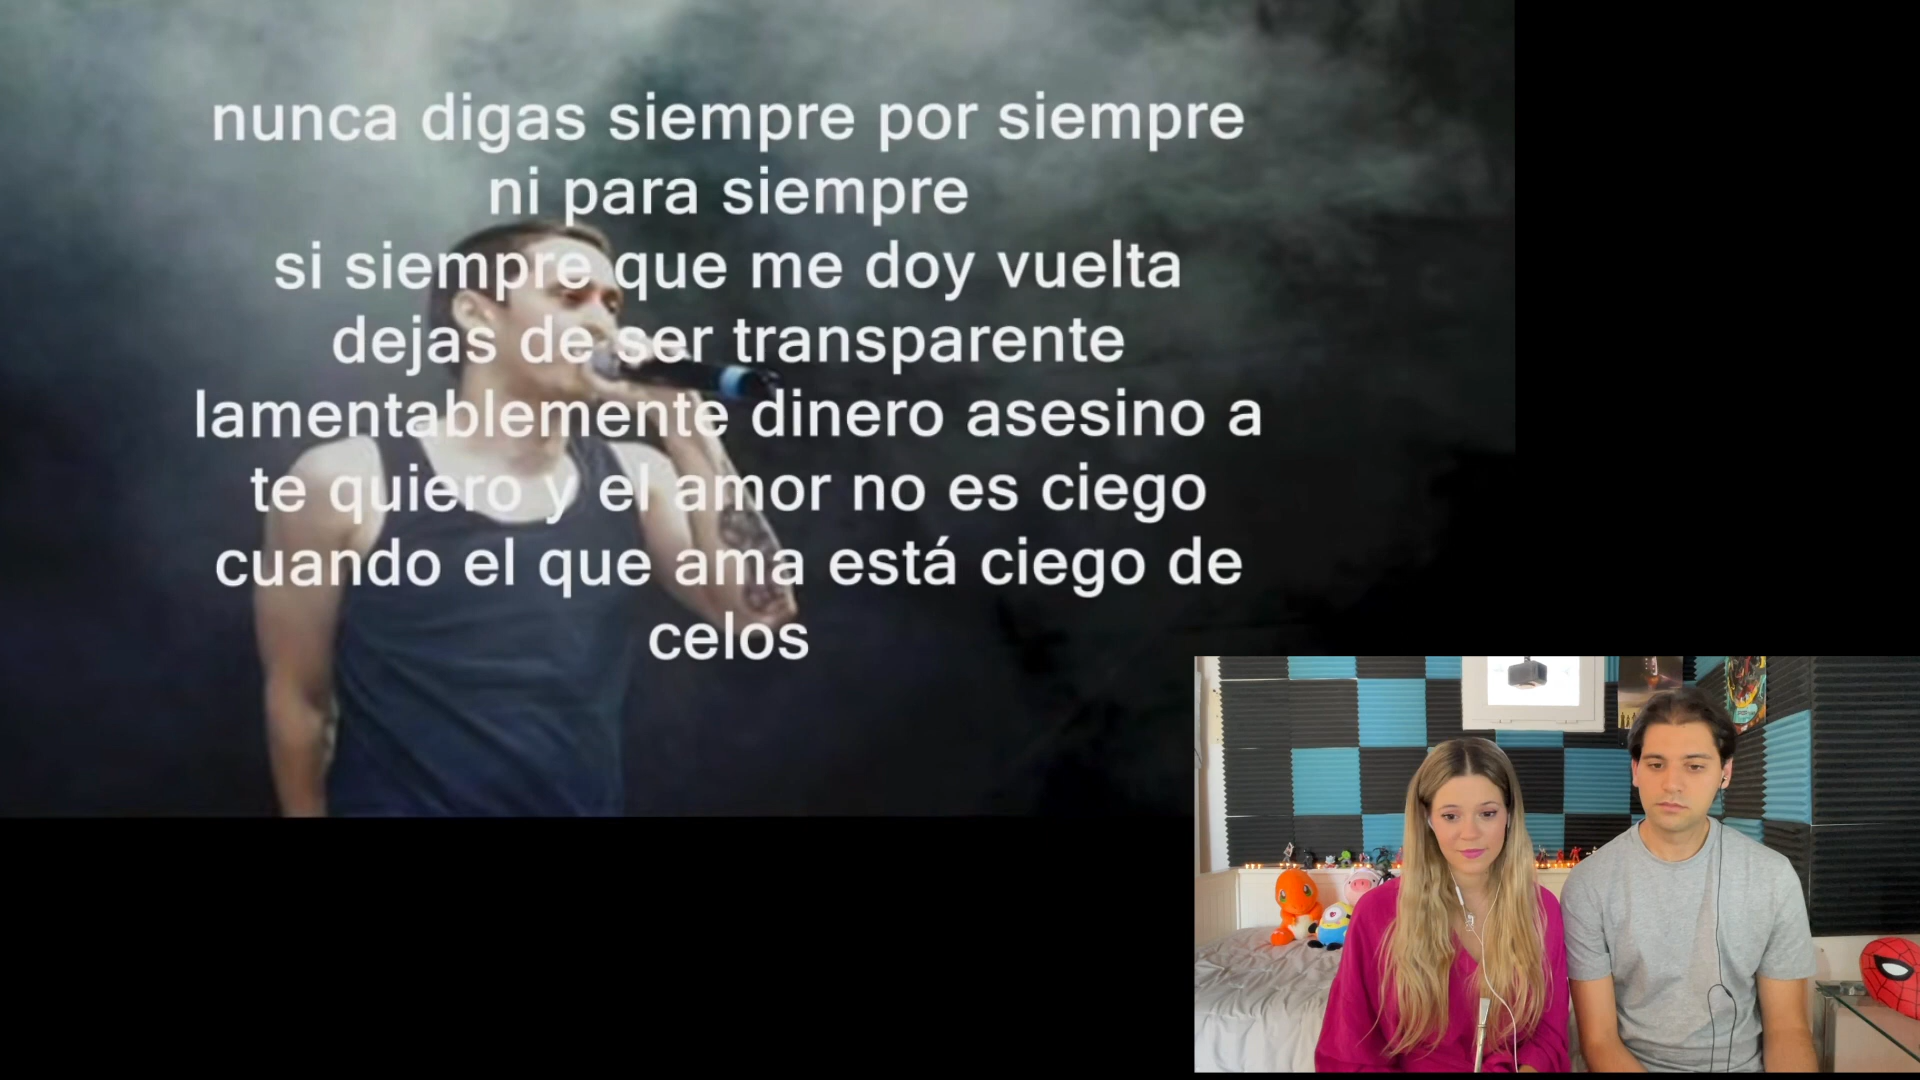 nunca digas siempre por siempre
ni para siempre
si siempre que me doy vuelta
dejas de ser transparente
lamentablemente dinero asesino a
te quiero y el amor no es ciego
cuando el que ama está ciego de
celos